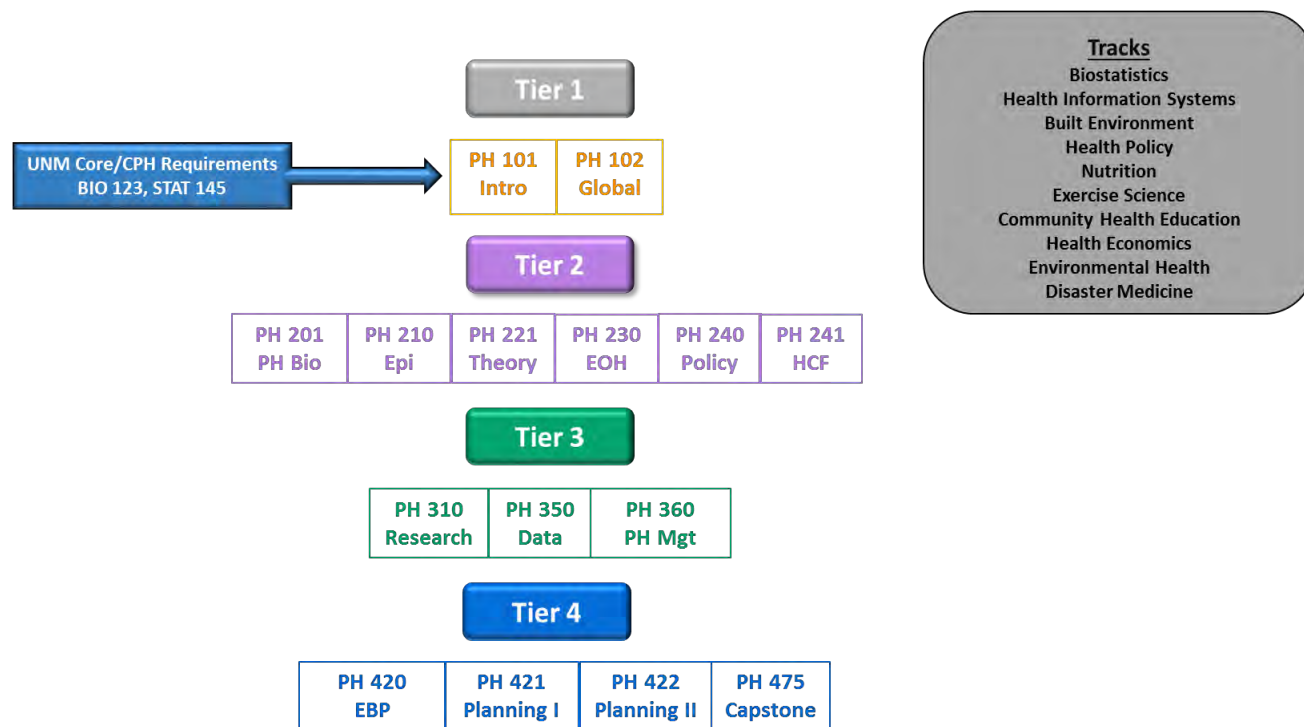 Tier 1
UNM Core/CPH Requirements
BIO 123, STAT 145
PH 101
Intro
PH 102
Global
Tier 2
PH 201
PH Bio
PH 210
Epi
PH 221
Theory
PH 230
EOH
PH 240
Policy
PH 241
HCF
Tier 3
PH 310
Research
PH 350
Data
PH 360
PH Mgt
Tier 4
PH 420
EBP
PH 421
Planning I
PH 422
Planning II
PH 475
Capstone
Tracks
Biostatistics
Health Information Systems
Built Environment
Health Policy
Nutrition
Exercise Science
Community Health Education
Health Economics
Environmental Health
Disaster Medicine